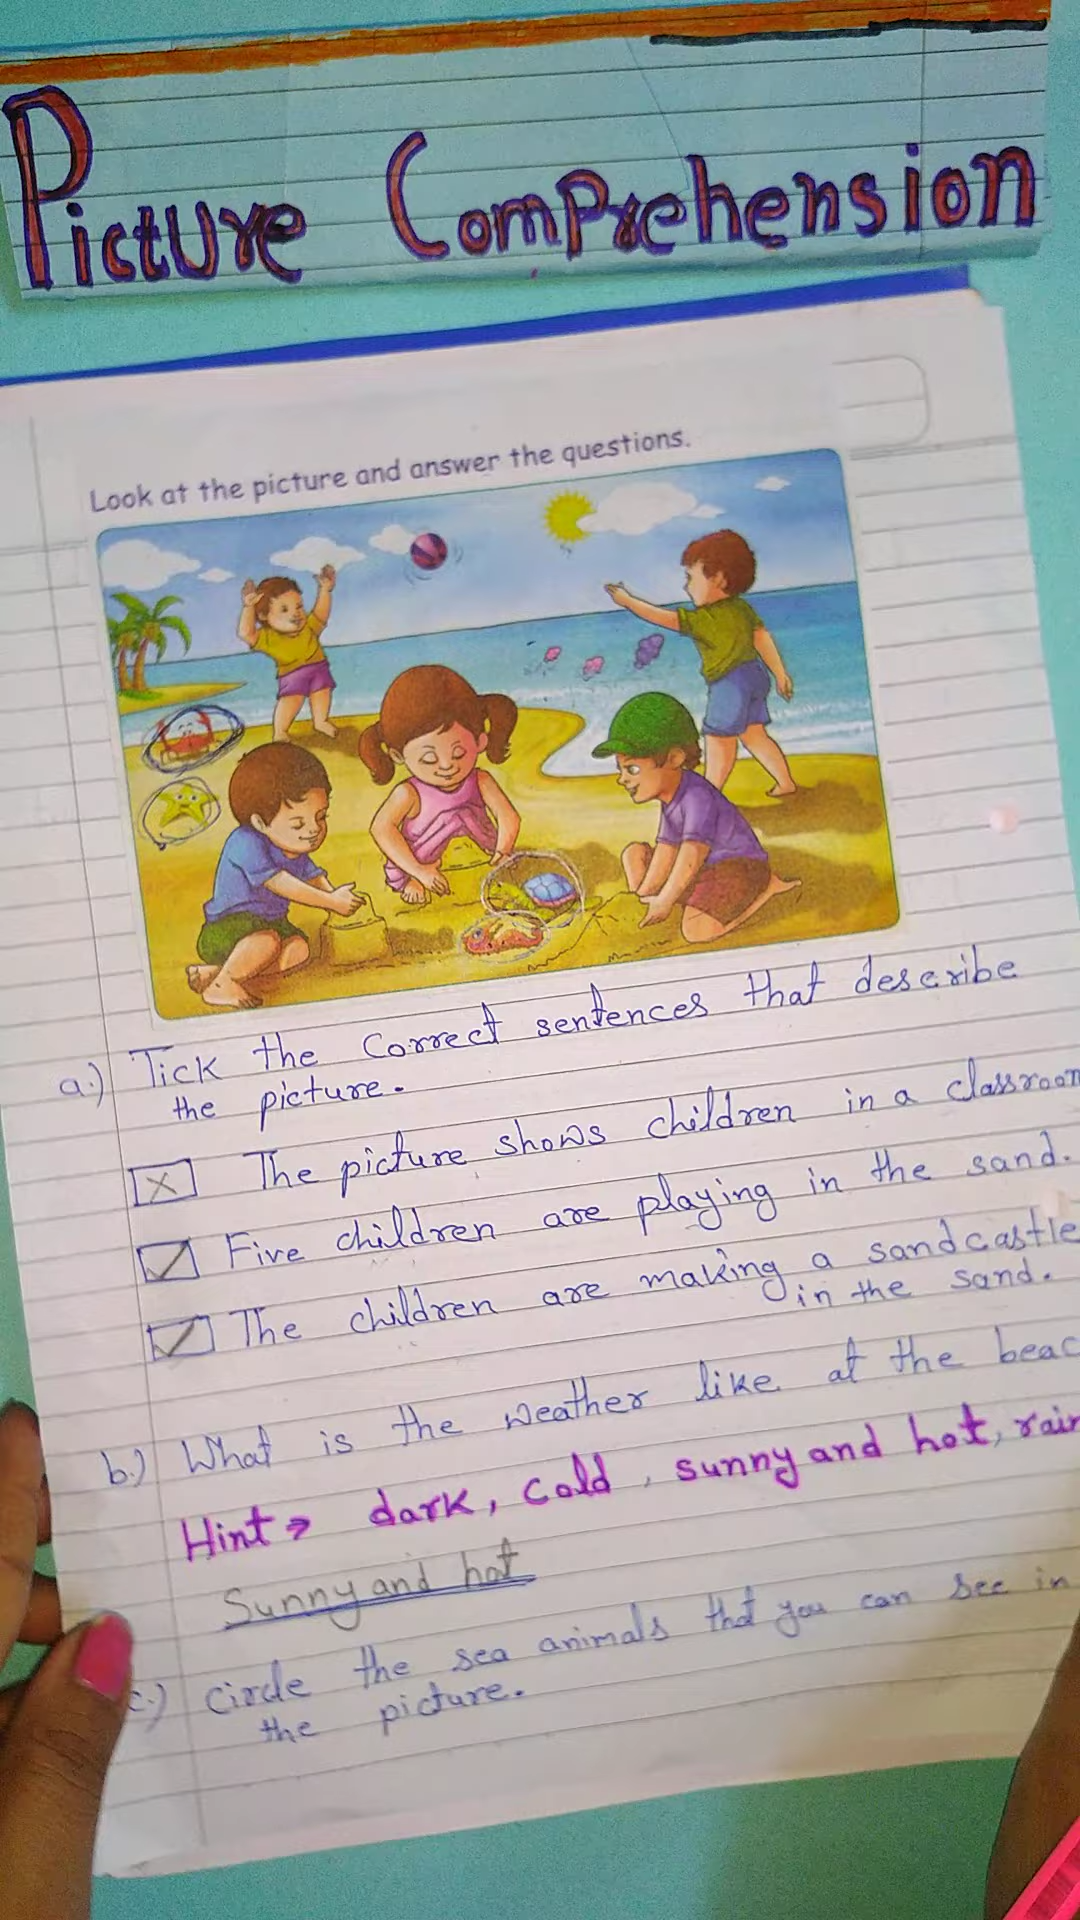 Picture Comprehension
Look at the picture and answer the questions.
a.) Tick the correct sentences that describe
the picture.
The picture shows children in a classroom
Five children are playing in the sand.
The children are making a sandcastle
in the sand.
b.) What is the weather like at the
Hint → dark, cold, sunny and hot,
Sunny and hot
c.) Circle the sea animals that you can see in
the picture.